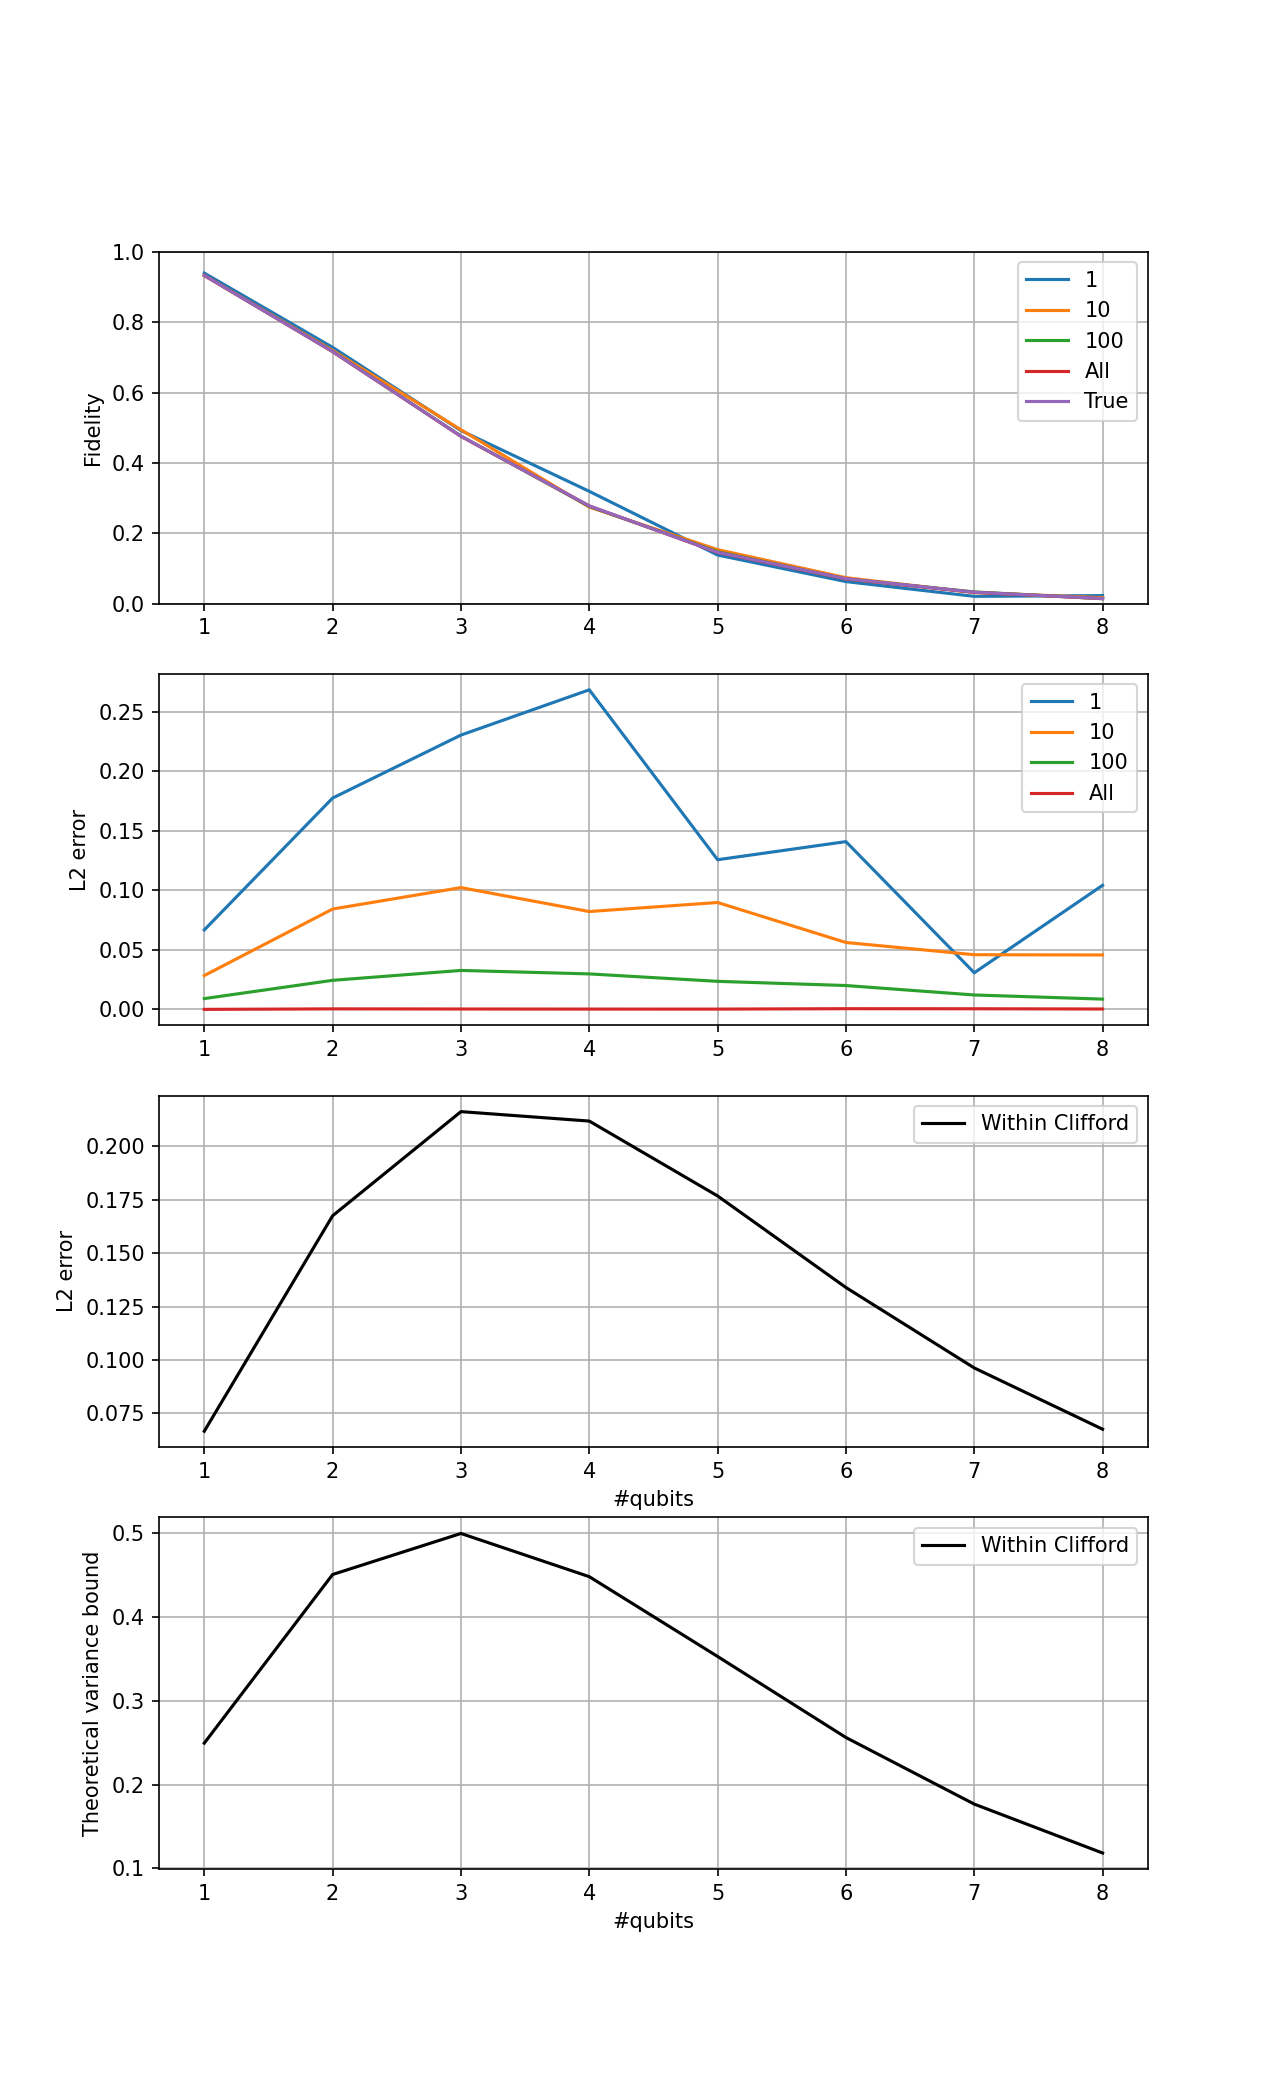 1.0
0.8
0.6
0.4
0.2
0.0
Fidelity
1
10
100
All
True
1 2 3 4 5 6 7 8
0.25
0.20
0.15
0.10
0.05
0.00
L2 error
1
10
100
All
1 2 3 4 5 6 7 8
0.200
0.175
0.150
0.125
0.100
0.075
L2 error
Within Clifford
1 2 3 4 5 6 7 8
#qubits
0.5
0.4
0.3
0.2
0.1
Theoretical variance bound
Within Clifford
1 2 3 4 5 6 7 8
#qubits